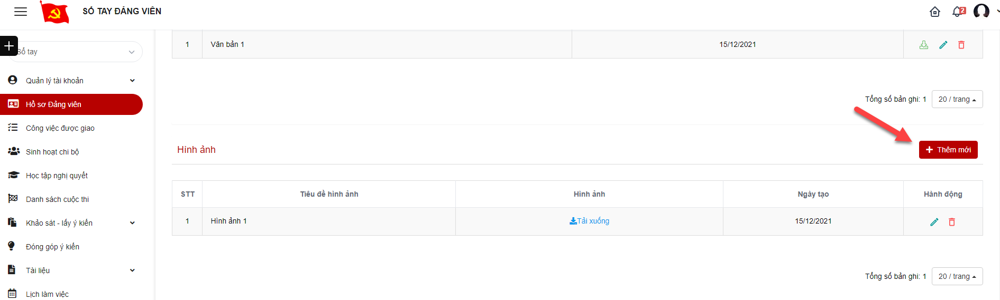 SỔ TAY ĐẢNG VIÊN
2
Sổ tay
Quản lý tài khoản
Hồ sơ Đảng viên
Công việc được giao
Sinh hoạt chi bộ
Học tập nghị quyết
Danh sách cuộc thi
Khảo sát - lấy ý kiến
Đóng góp ý kiến
Tài liệu
Lịch làm việc
1 Văn bản 1 15/12/2021
Tổng số bản ghi: 1 20 / trang
Hình ảnh
Thêm mới
STT Tiêu đề hình ảnh Hình ảnh Ngày tạo Hành động
1 Hình ảnh 1 Tải xuống 15/12/2021
Tổng số bản ghi: 1 20 / trang